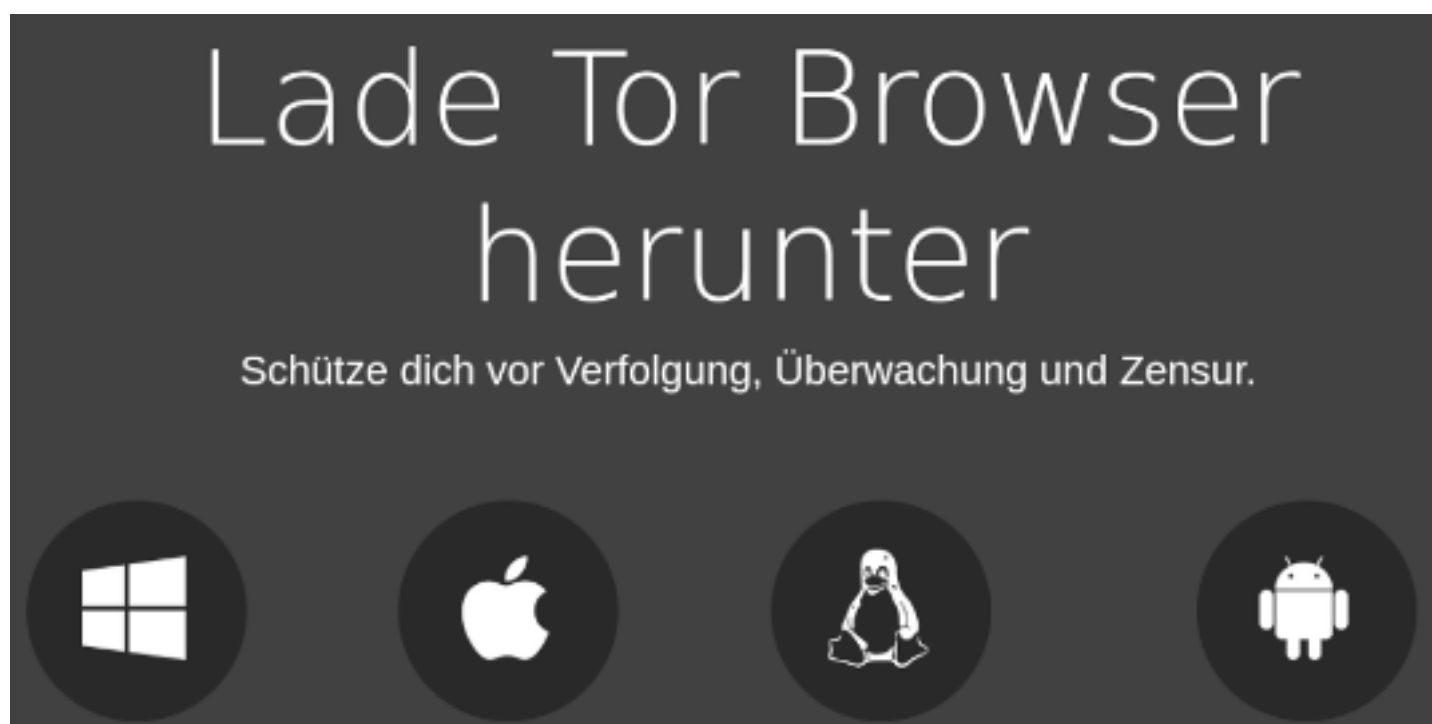 Lade Tor Browser
herunter
Schütze dich vor Verfolgung, Überwachung und Zensur.